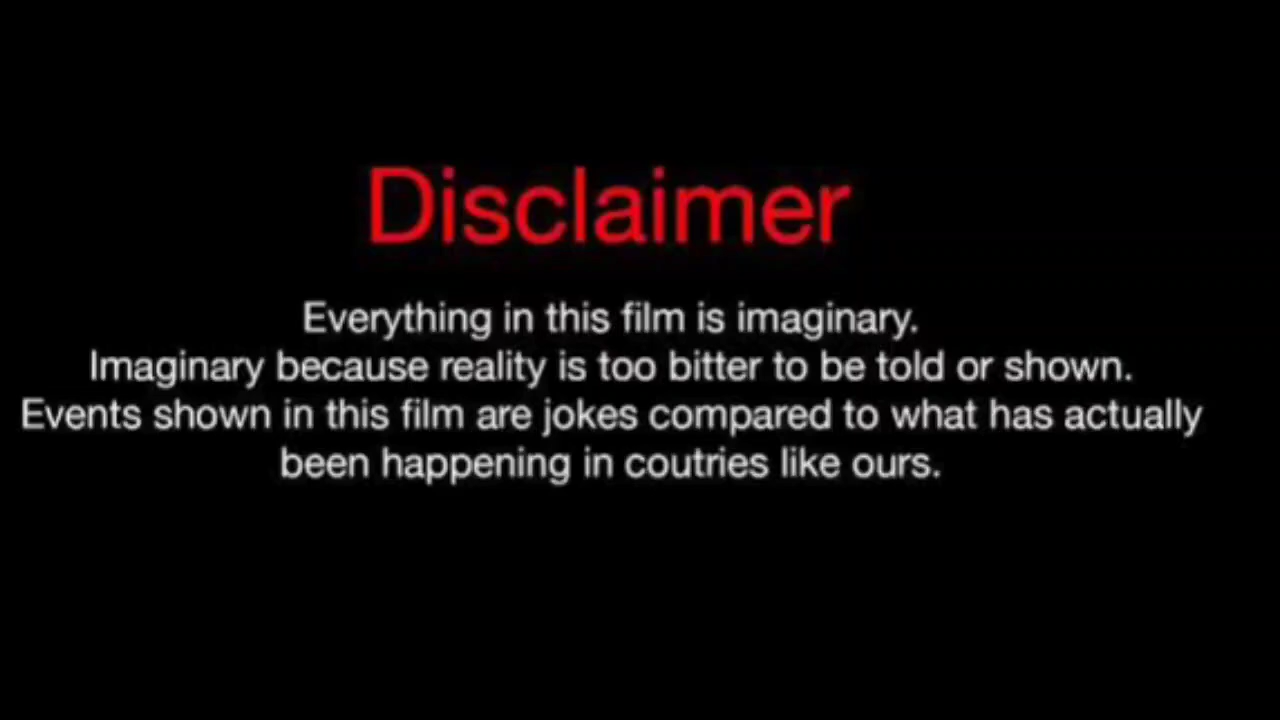 Disclaimer
Everything in this film is imaginary.
Imaginary because reality is too bitter to be told or shown.
Events shown in this film are jokes compared to what has actually
been happening in coutries like ours.